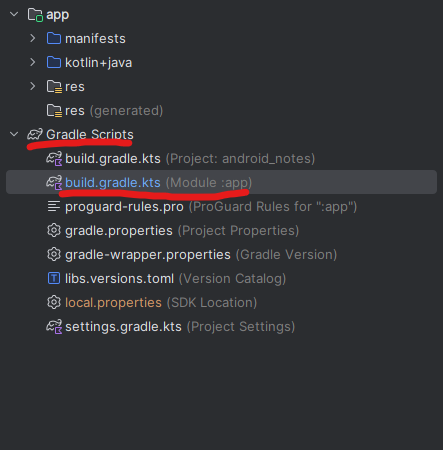 app
manifests
kotlin+java
res
res (generated)
Gradle Scripts
build.gradle.kts (Project: android_notes)
build.gradle.kts (Module :app)
proguard-rules.pro (ProGuard Rules for ":app")
gradle.properties (Project Properties)
gradle-wrapper.properties (Gradle Version)
libs.versions.toml (Version Catalog)
local.properties (SDK Location)
settings.gradle.kts (Project Settings)